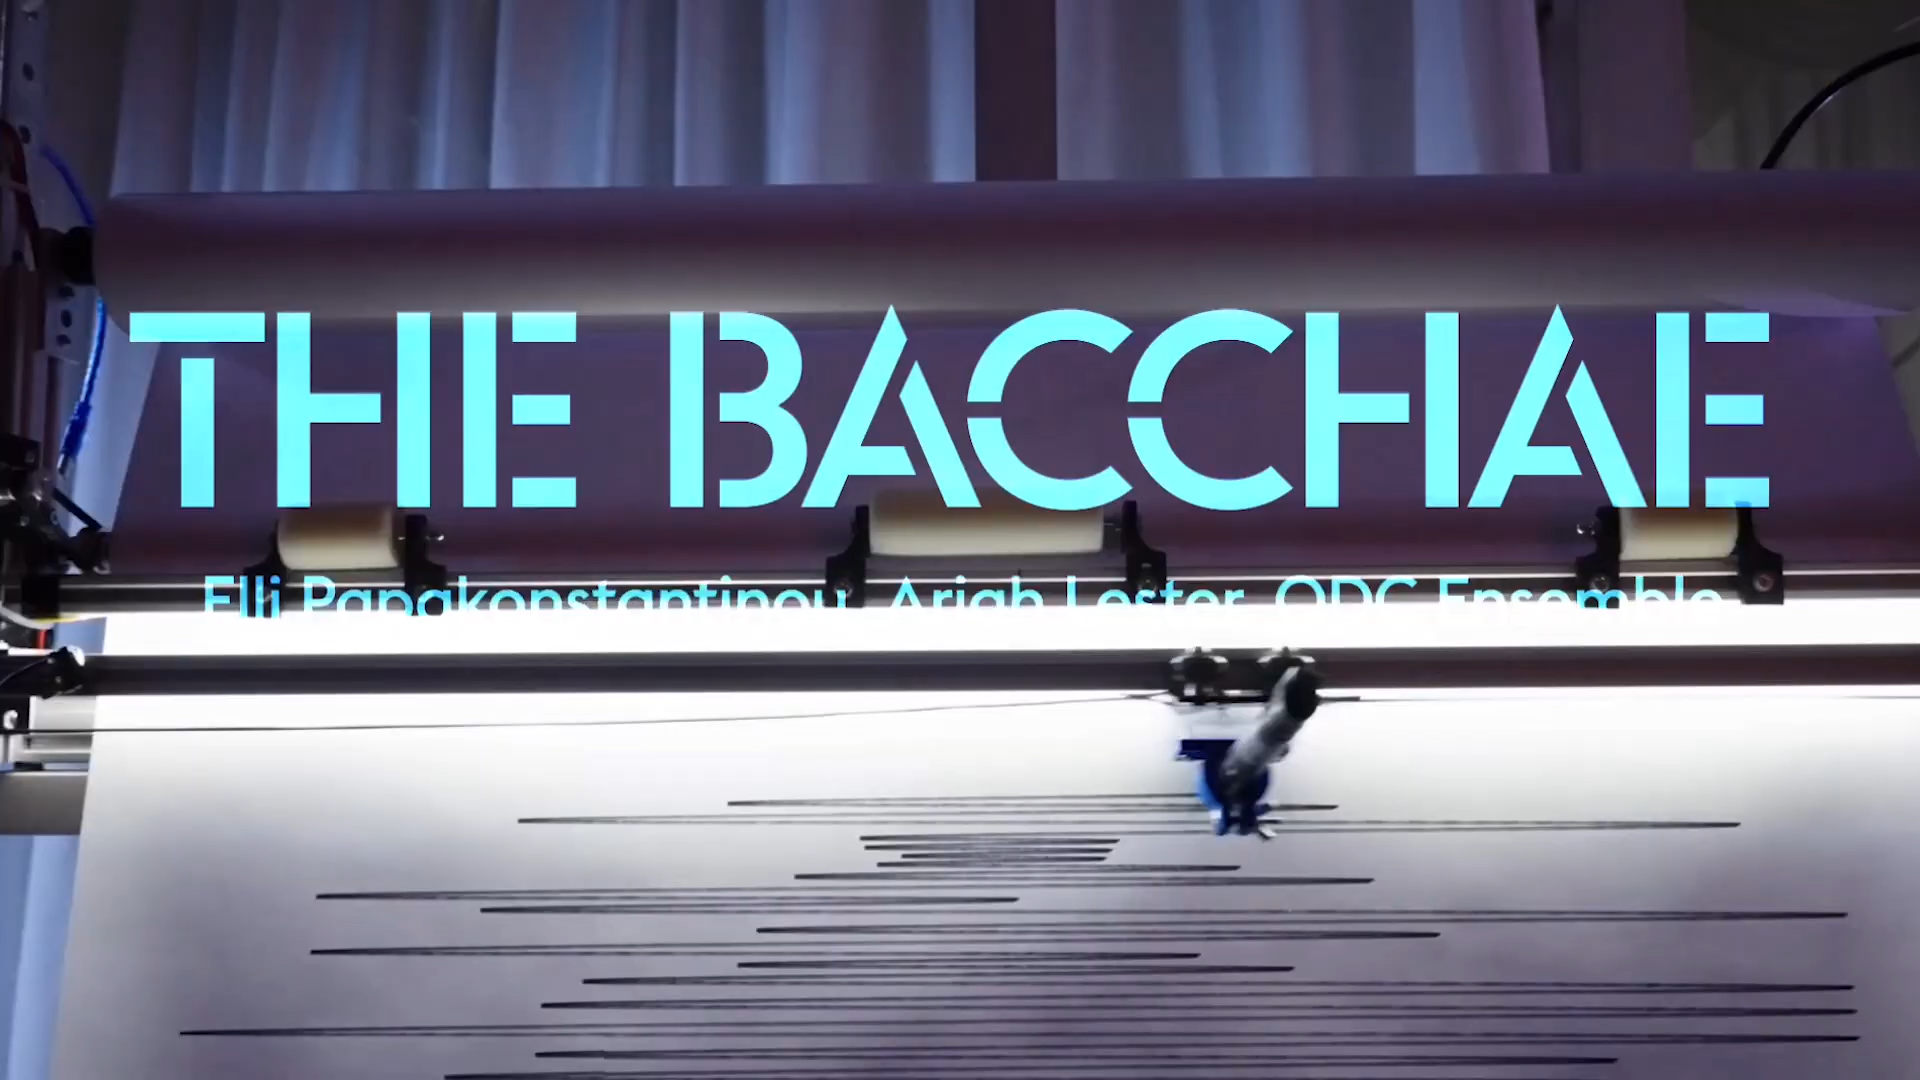 THE BACCHAE
Elli Papakonstantinou, Ariah Lester, ODC Ensemble